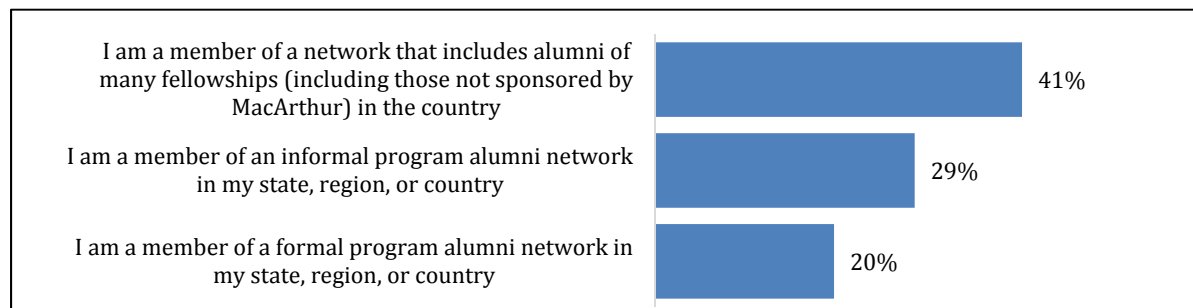 I am a member of a network that includes alumni of
many fellowships (including those not sponsored by
MacArthur) in the country
41%
I am a member of an informal program alumni network
in my state, region, or country
29%
I am a member of a formal program alumni network in
my state, region, or country
20%